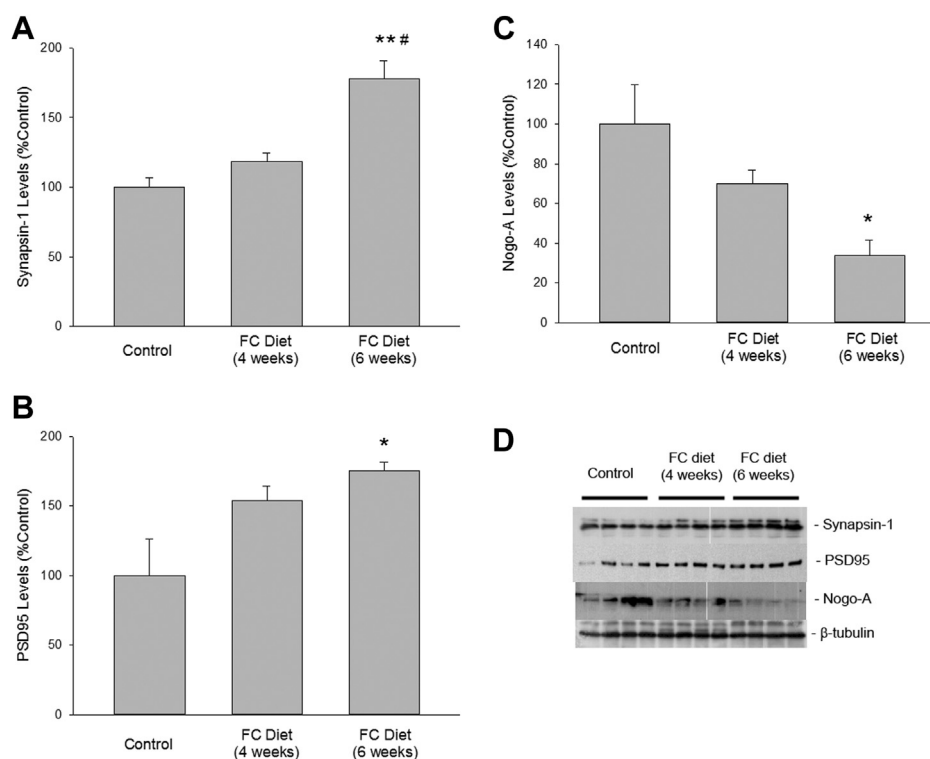 A
Synapsin-1 Levels (%Control)
200
150
100
50
0
** #
Control
FC Diet
(4 weeks)
FC Diet
(6 weeks)
B
PSD95 Levels (%Control)
200
150
100
50
0
*
Control
FC Diet
(4 weeks)
FC Diet
(6 weeks)
C
Nogo-A Levels (%Control)
140
120
100
80
60
40
20
0
*
Control
FC Diet
(4 weeks)
FC Diet
(6 weeks)
D
Control
FC diet
(4 weeks)
FC diet
(6 weeks)
- Synapsin-1
- PSD95
- Nogo-A
- β-tubulin